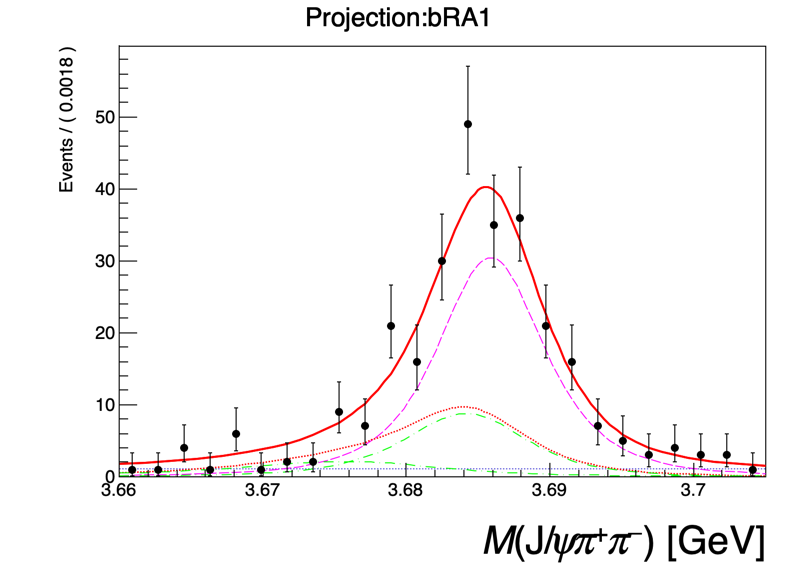 Projection:bRA1
Events / ( 0.0018 )
50
40
30
20
10
0
3.66 3.67 3.68 3.69 3.7
M(J/ψπ⁺π⁻) [GeV]